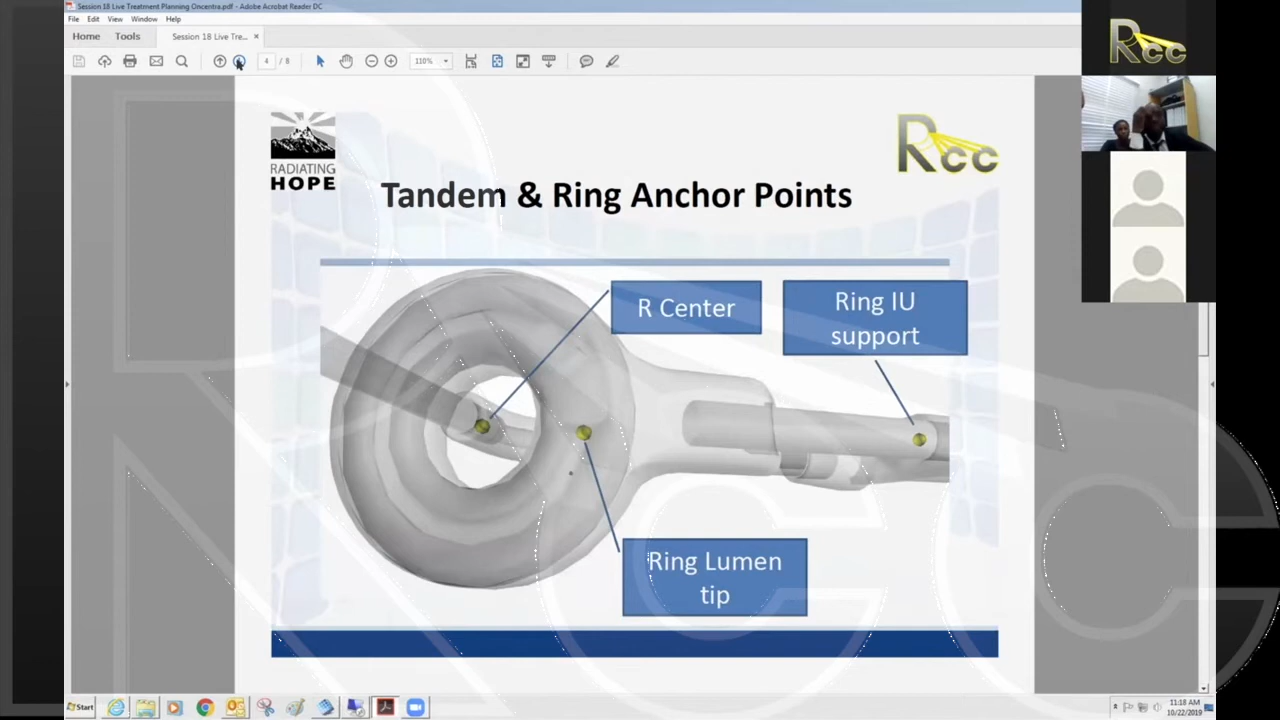 Session 18 Live Treatment Planning Oncentra.pdf - Adobe Acrobat Reader DC
File Edit View Window Help
Home Tools Session 18 Live Tre... ×
4 / 8 110%
Rcc
RADIATING
HOPE
Rcc
Tandem & Ring Anchor Points
R Center
Ring IU
support
Ring Lumen
tip
Start
11:18 AM
10/22/2019